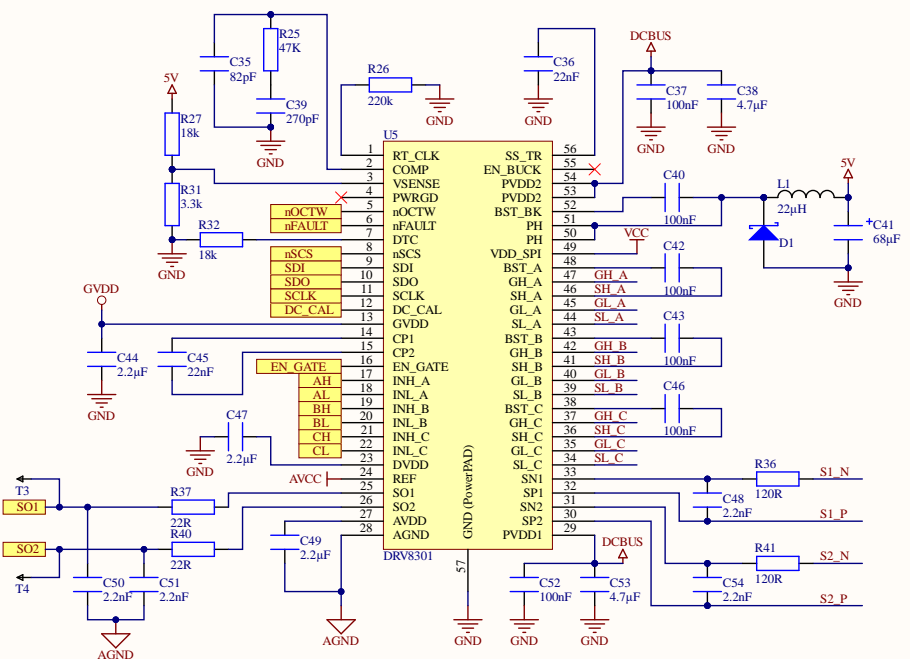 C35
82pF
R25
47K
C39
270pF
GND
R26
220k
GND
C36
22nF
GND
DCBUS
C37
100nF
GND
C38
4.7µF
GND
5V
R27
18k
R31
3.3k
GND
R32
18k
U5
1 RT_CLK SS_TR 56
2 COMP EN_BUCK 55
3 VSENSE PVDD2 54
4 PWRGD PVDD2 53
nOCTW 5 nOCTW BST_BK 52
nFAULT 6 nFAULT PH 51
7 DTC PH 50
nSCS 8 nSCS VDD_SPI 49 VCC
SDI 9 SDI BST_A 48
SDO 10 SDO GH_A 47 GH_A
SCLK 11 SCLK SH_A 46 SH_A
DC_CAL 12 DC_CAL GL_A 45 GL_A
13 GVDD SL_A 44 SL_A
14 CP1 BST_B 43
15 CP2 GH_B 42 GH_B
EN_GATE 16 EN_GATE SH_B 41 SH_B
AH 17 INH_A GL_B 40 GL_B
AL 18 INL_A SL_B 39 SL_B
BH 19 INH_B BST_C 38
BL 20 INL_B GH_C 37 GH_C
CH 21 INH_C SH_C 36 SH_C
CL 22 INL_C GL_C 35 GL_C
23 DVDD SL_C 34 SL_C
AVCC 24 REF SN1 33
25 SO1 SP1 32
26 SO2 SN2 31
27 AVDD SP2 30
28 AGND PVDD1 29
GND (PowerPAD)
57
DRV8301
GND
C40
100nF
L1
22µH
5V
D1
C41
+
68µF
GND
C42
100nF
C43
100nF
C46
100nF
GVDD
C44
2.2µF
GND
C45
22nF
C47
2.2µF
GND
T3
SO1
R37
22R
SO2
R40
22R
T4
C50
2.2nF
C51
2.2nF
AGND
C49
2.2µF
AGND
R36
120R
S1_N
C48
2.2nF
S1_P
R41
120R
S2_N
C54
2.2nF
S2_P
DCBUS
C52
100nF
GND
C53
4.7µF
GND